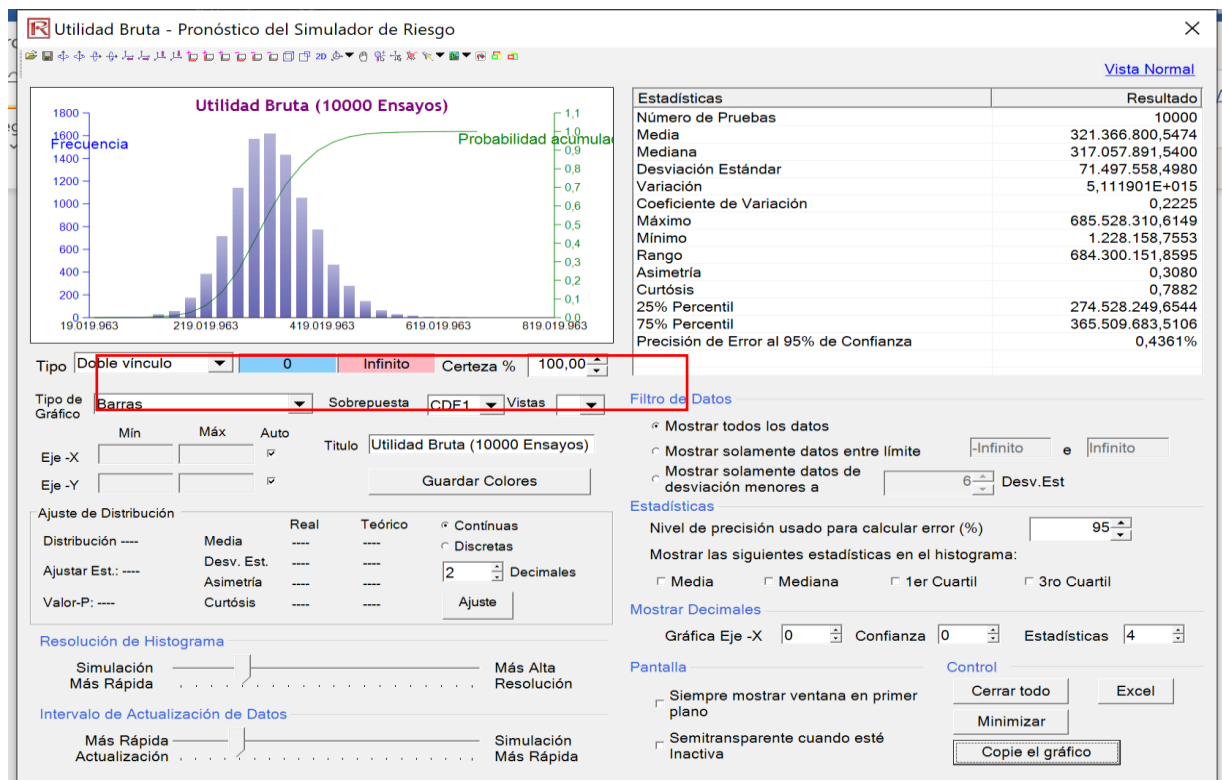 Utilidad Bruta - Pronóstico del Simulador de Riesgo
2D
Vista Normal
Utilidad Bruta (10000 Ensayos)
Frecuencia
Probabilidad acumula
1800
1600
1400
1200
1000
800
600
400
200
0
1,1
1,0
0,9
0,8
0,7
0,6
0,5
0,4
0,3
0,2
0,1
0,0
19.019.963 219.019.963 419.019.963 619.019.963 819.019.963
Estadísticas Resultado
Número de Pruebas 10000
Media 321.366.800,5474
Mediana 317.057.891,5400
Desviación Estándar 71.497.558,4980
Variación 5,111901E+015
Coeficiente de Variación 0,2225
Máximo 685.528.310,6149
Mínimo 1.228.158,7553
Rango 684.300.151,8595
Asimetría 0,3080
Curtósis 0,7882
25% Percentil 274.528.249,6544
75% Percentil 365.509.683,5106
Precisión de Error al 95% de Confianza 0,4361%
Tipo Doble vínculo 0 Infinito Certeza % 100,00
Tipo de Gráfico Barras Sobrepuesta CDF1 Vistas
Mín Máx Auto
Eje -X
Eje -Y
Titulo Utilidad Bruta (10000 Ensayos)
Guardar Colores
Ajuste de Distribución
Real Teórico
Distribución ---- Media ---- ----
Ajustar Est.: ---- Desv. Est. ---- ----
Asimetría ---- ----
Valor-P: ---- Curtósis ---- ----
Contínuas
Discretas
2 Decimales
Ajuste
Resolución de Histograma
Simulación Más Rápida
Más Alta Resolución
Intervalo de Actualización de Datos
Más Rápida Actualización
Simulación Más Rápida
Filtro de Datos
Mostrar todos los datos
Mostrar solamente datos entre límite -Infinito e Infinito
Mostrar solamente datos de
desviación menores a 6 Desv.Est
Estadísticas
Nivel de precisión usado para calcular error (%) 95
Mostrar las siguientes estadísticas en el histograma:
Media Mediana 1er Cuartil 3ro Cuartil
Mostrar Decimales
Gráfica Eje -X 0 Confianza 0 Estadísticas 4
Pantalla
Siempre mostrar ventana en primer
plano
Semitransparente cuando esté
Inactiva
Control
Cerrar todo Excel
Minimizar
Copie el gráfico